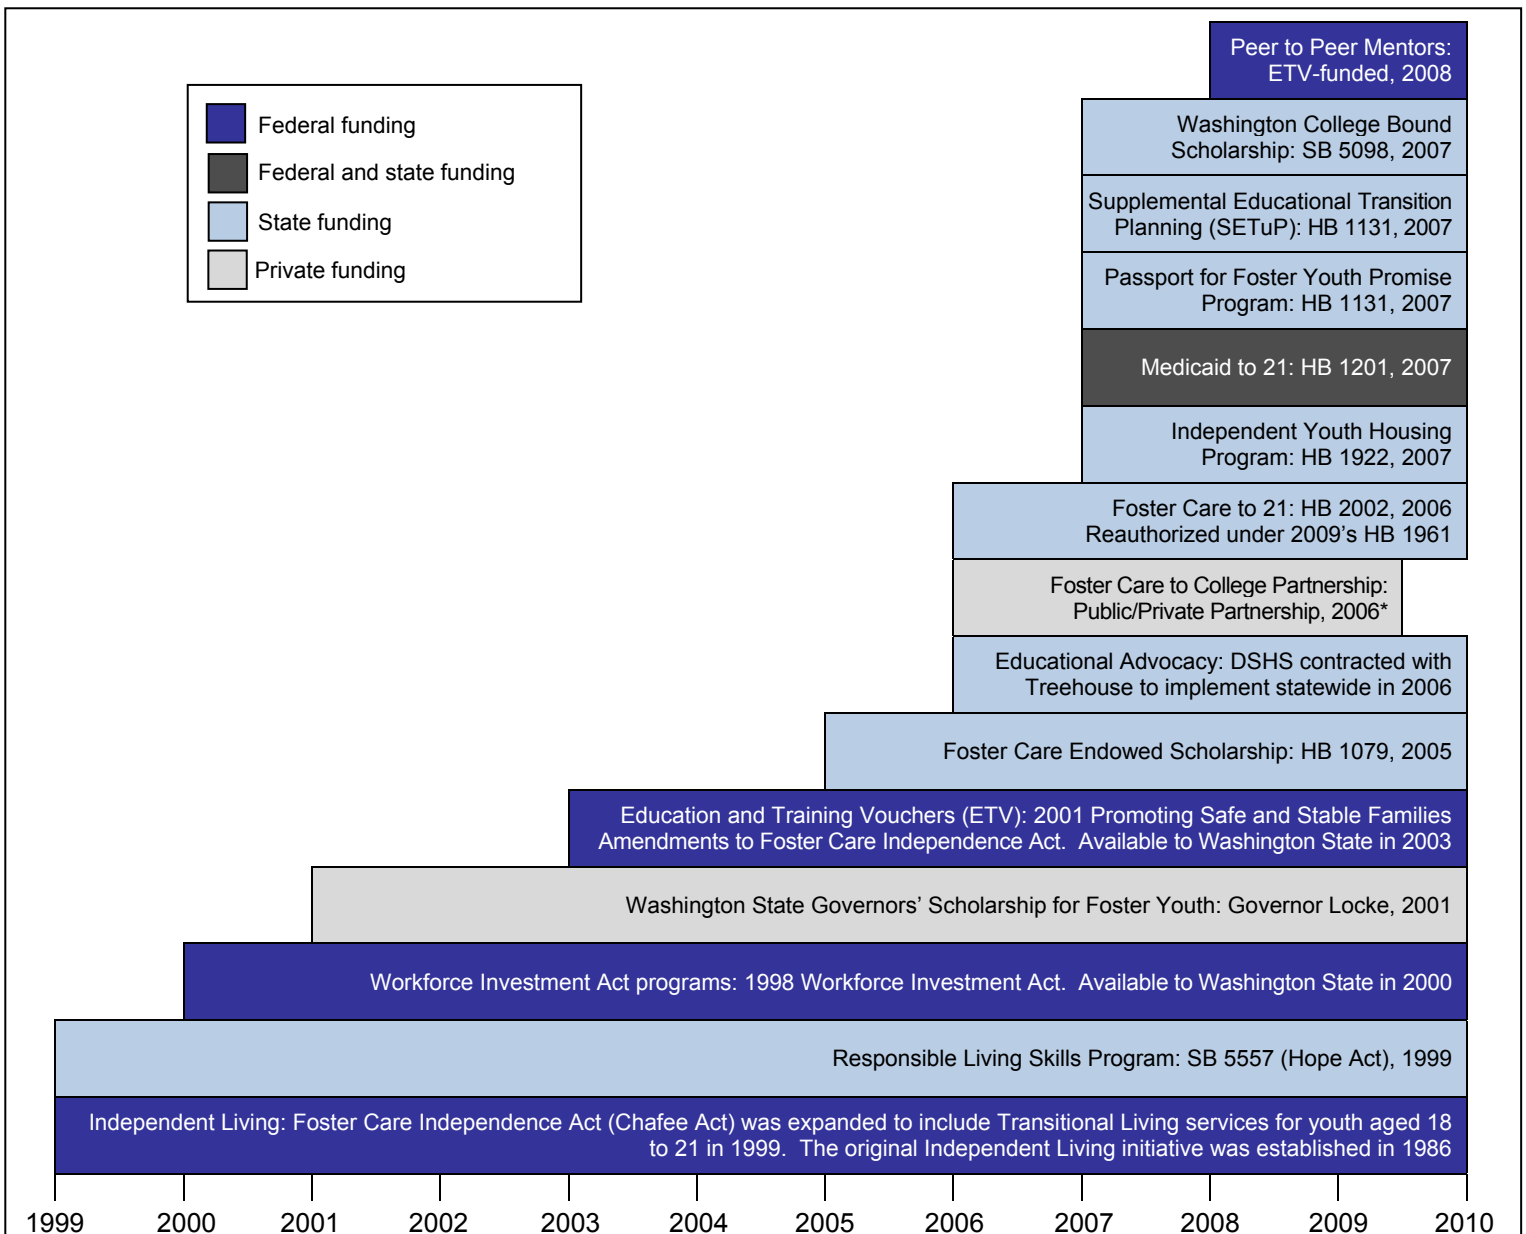 Peer to Peer Mentors:
ETV-funded, 2008
Federal funding
Federal and state funding
State funding
Private funding
Washington College Bound
Scholarship: SB 5098, 2007
Supplemental Educational Transition
Planning (SETuP): HB 1131, 2007
Passport for Foster Youth Promise
Program: HB 1131, 2007
Medicaid to 21: HB 1201, 2007
Independent Youth Housing
Program: HB 1922, 2007
Foster Care to 21: HB 2002, 2006
Reauthorized under 2009’s HB 1961
Foster Care to College Partnership:
Public/Private Partnership, 2006*
Educational Advocacy: DSHS contracted with
Treehouse to implement statewide in 2006
Foster Care Endowed Scholarship: HB 1079, 2005
Education and Training Vouchers (ETV): 2001 Promoting Safe and Stable Families
Amendments to Foster Care Independence Act.  Available to Washington State in 2003
Washington State Governors’ Scholarship for Foster Youth: Governor Locke, 2001
Workforce Investment Act programs: 1998 Workforce Investment Act.  Available to Washington State in 2000
Responsible Living Skills Program: SB 5557 (Hope Act), 1999
Independent Living: Foster Care Independence Act (Chafee Act) was expanded to include Transitional Living services for youth aged 18
to 21 in 1999.  The original Independent Living initiative was established in 1986
1999 2000 2001 2002 2003 2004 2005 2006 2007 2008 2009 2010